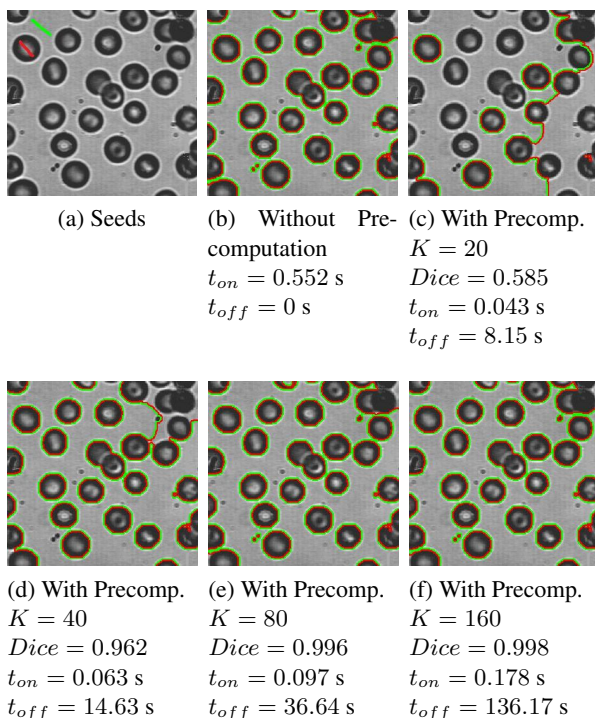 (a) Seeds
(b) Without Pre-
computation
t_on = 0.552 s
t_off = 0 s
(c) With Precomp.
K = 20
Dice = 0.585
t_on = 0.043 s
t_off = 8.15 s
(d) With Precomp.
K = 40
Dice = 0.962
t_on = 0.063 s
t_off = 14.63 s
(e) With Precomp.
K = 80
Dice = 0.996
t_on = 0.097 s
t_off = 36.64 s
(f) With Precomp.
K = 160
Dice = 0.998
t_on = 0.178 s
t_off = 136.17 s